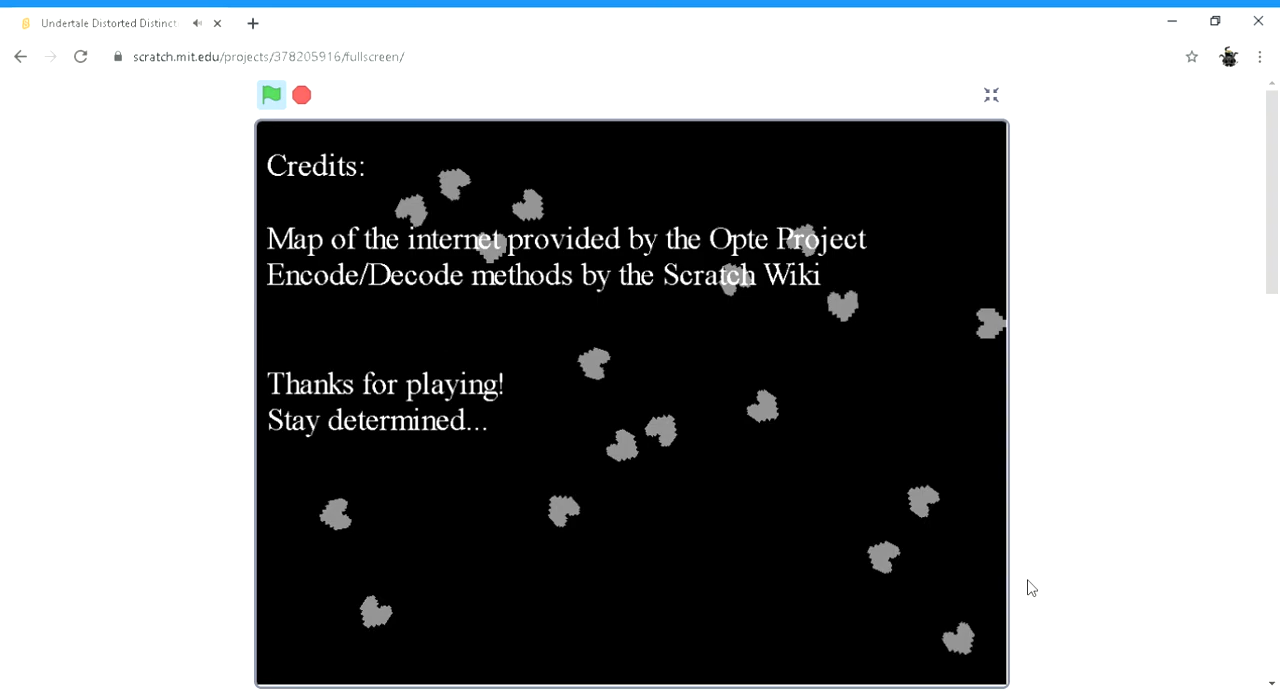 Undertale Distorted Distinct
scratch.mit.edu/projects/378205916/fullscreen/
Credits:
Map of the internet provided by the Opte Project
Encode/Decode methods by the Scratch Wiki
Thanks for playing!
Stay determined...